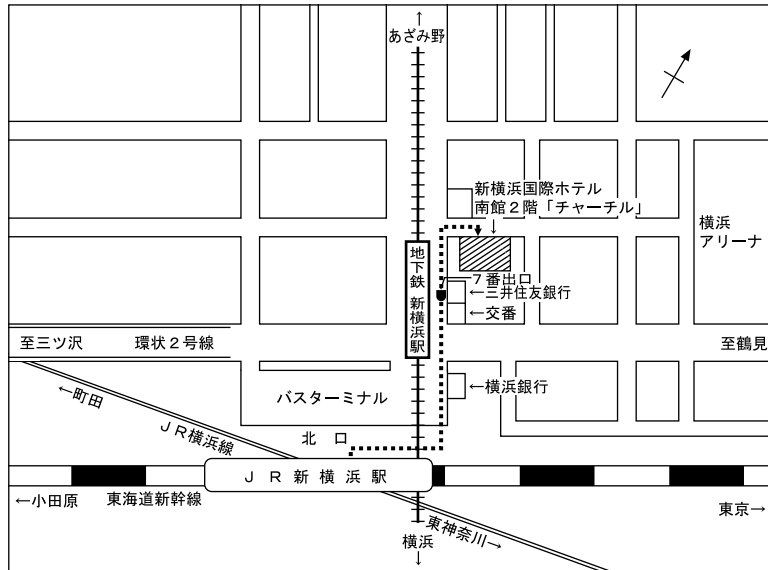 ↑
あざみ野
新横浜国際ホテル
南館２階「チャーチル」
↓
横浜
アリーナ
地下鉄 新横浜駅
７番出口
←三井住友銀行
←交番
至三ツ沢
環状２号線
至鶴見
←横浜銀行
バスターミナル
←町田
ＪＲ横浜線
北 口
ＪＲ新横浜駅
←小田原
東海道新幹線
東京→
東神奈川→
横浜
↓